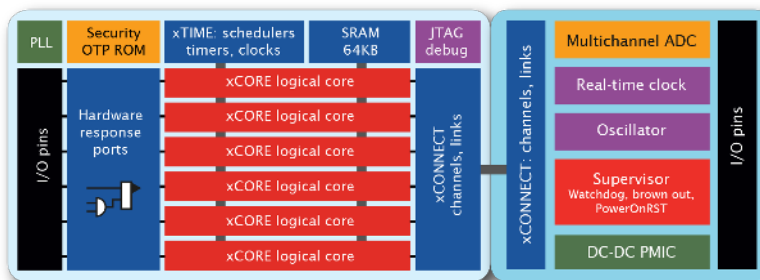 PLL
Security
OTP ROM
xTIME: schedulers
timers, clocks
SRAM
64KB
JTAG
debug
I/O pins
Hardware
response
ports
xCORE logical core
xCORE logical core
xCORE logical core
xCORE logical core
xCORE logical core
xCORE logical core
xCONNECT
channels, links
xCONNECT: channels, links
Multichannel ADC
Real-time clock
Oscillator
Supervisor
Watchdog, brown out,
PowerOnRST
DC-DC PMIC
I/O pins